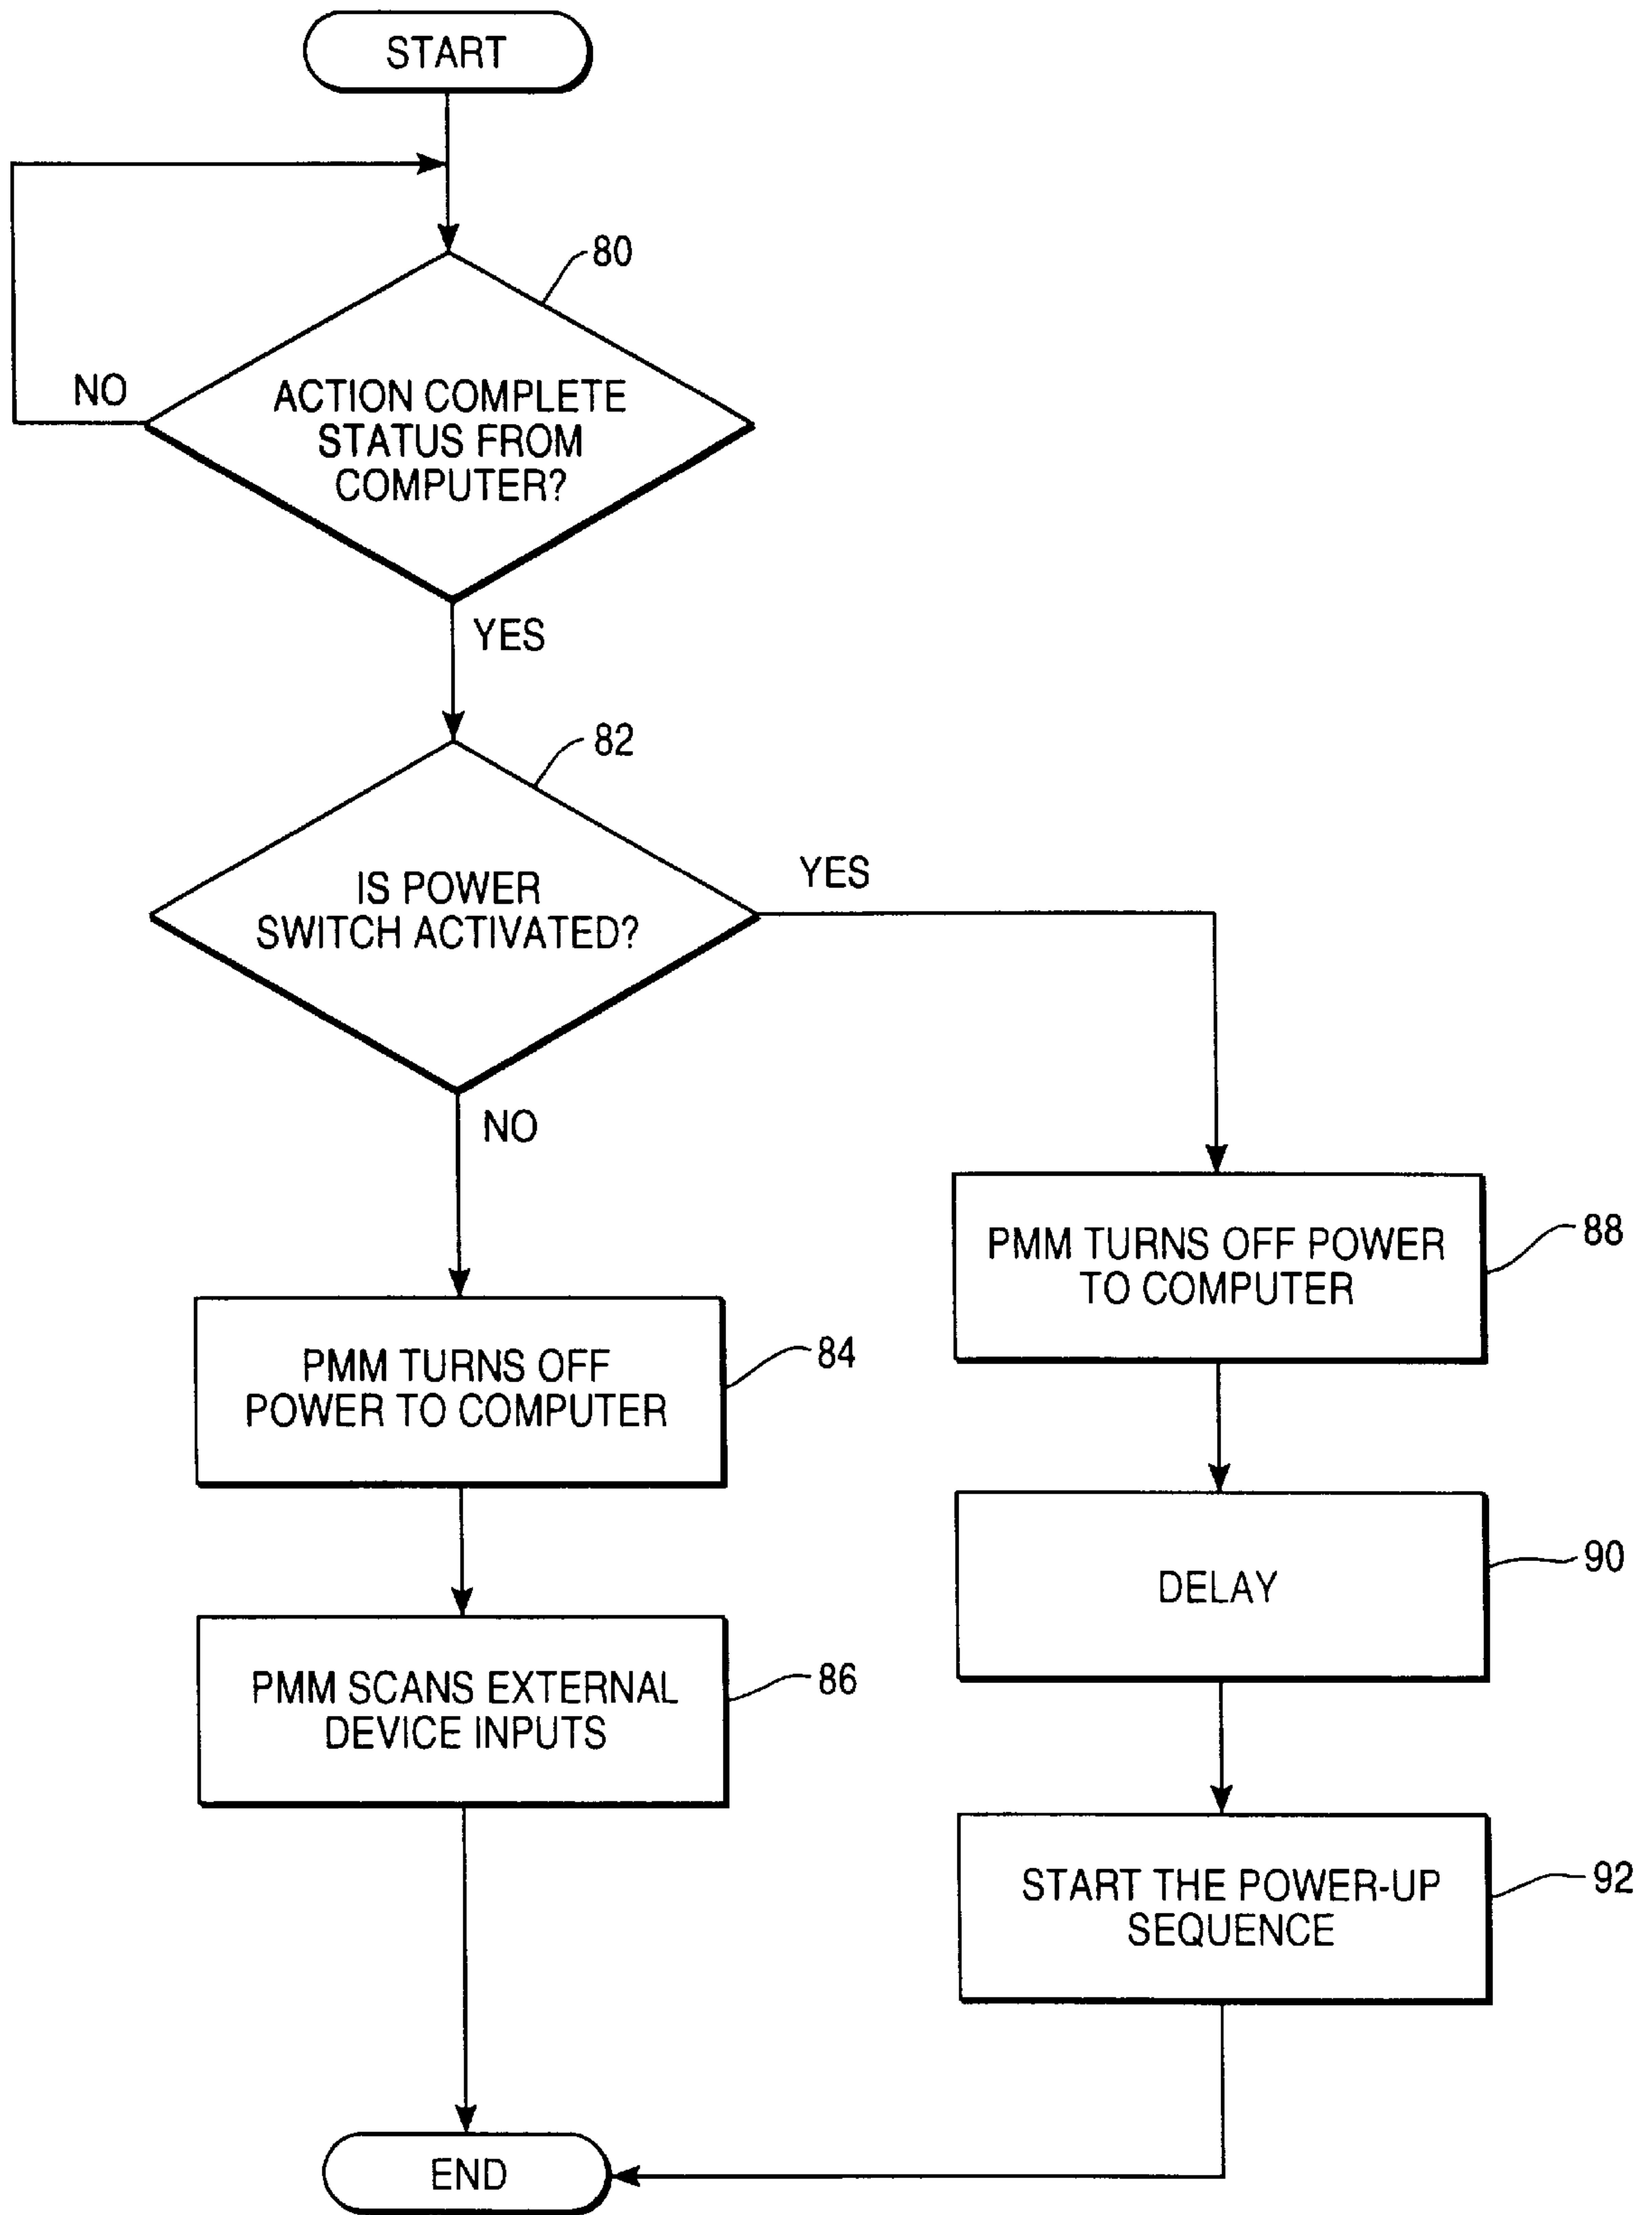 START
80
NO
ACTION COMPLETE
STATUS FROM
COMPUTER?
YES
82
IS POWER
SWITCH ACTIVATED?
YES
NO
PMM TURNS OFF POWER
TO COMPUTER
88
PMM TURNS OFF
POWER TO COMPUTER
84
DELAY
90
PMM SCANS EXTERNAL
DEVICE INPUTS
86
START THE POWER-UP
SEQUENCE
92
END